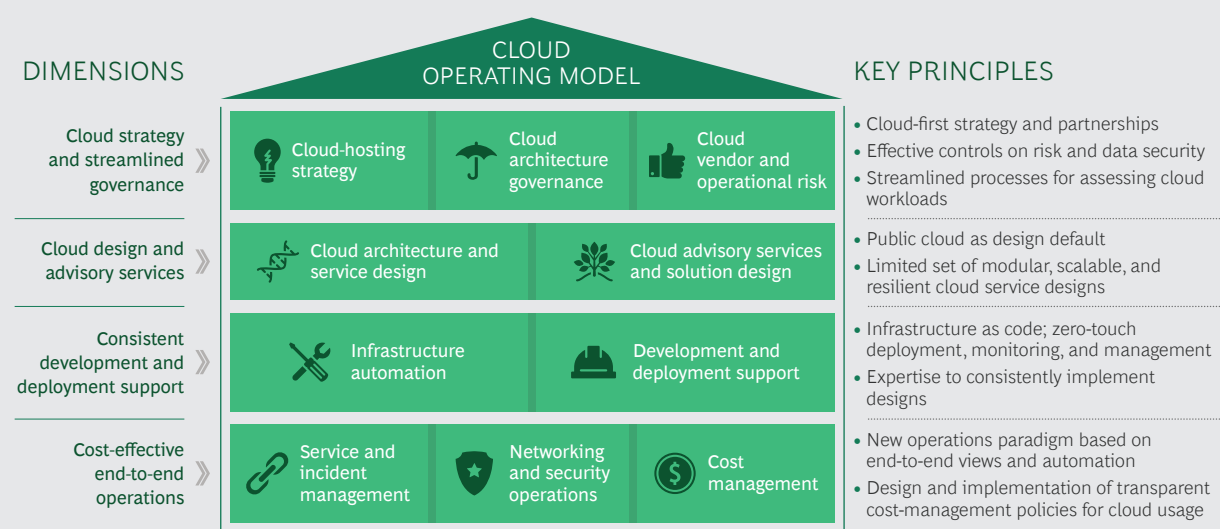 DIMENSIONS
CLOUD
OPERATING MODEL
KEY PRINCIPLES
Cloud strategy
and streamlined
governance
Cloud-hosting
strategy
Cloud
architecture
governance
Cloud
vendor and
operational risk
• Cloud-first strategy and partnerships
• Effective controls on risk and data security
• Streamlined processes for assessing cloud
workloads
Cloud design and
advisory services
Cloud architecture and
service design
Cloud advisory services
and solution design
• Public cloud as design default
• Limited set of modular, scalable, and
resilient cloud service designs
Consistent
development and
deployment support
Infrastructure
automation
Development and
deployment support
• Infrastructure as code; zero-touch
deployment, monitoring, and management
• Expertise to consistently implement
designs
Cost-effective
end-to-end
operations
Service and
incident
management
Networking
and security
operations
$
Cost
management
• New operations paradigm based on
end-to-end views and automation
• Design and implementation of transparent
cost-management policies for cloud usage